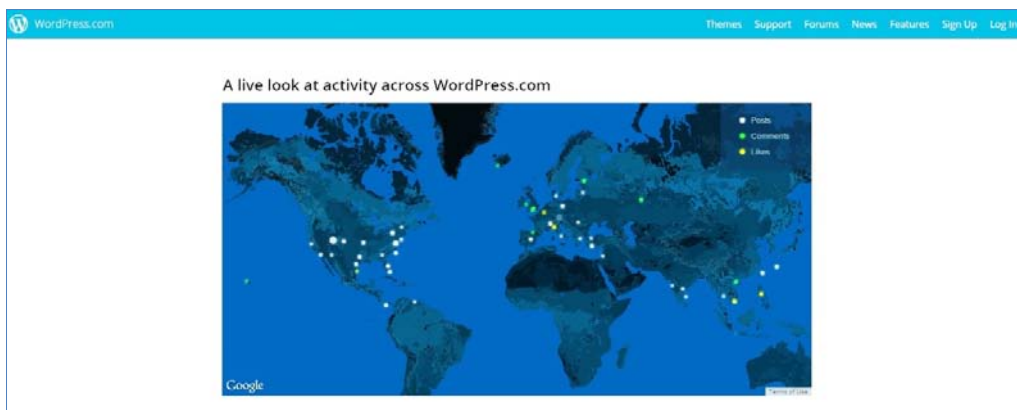 WordPress.com
Themes Support Forums News Features Sign Up Log In
A live look at activity across WordPress.com
Posts
Comments
Likes
Google
Terms of Use